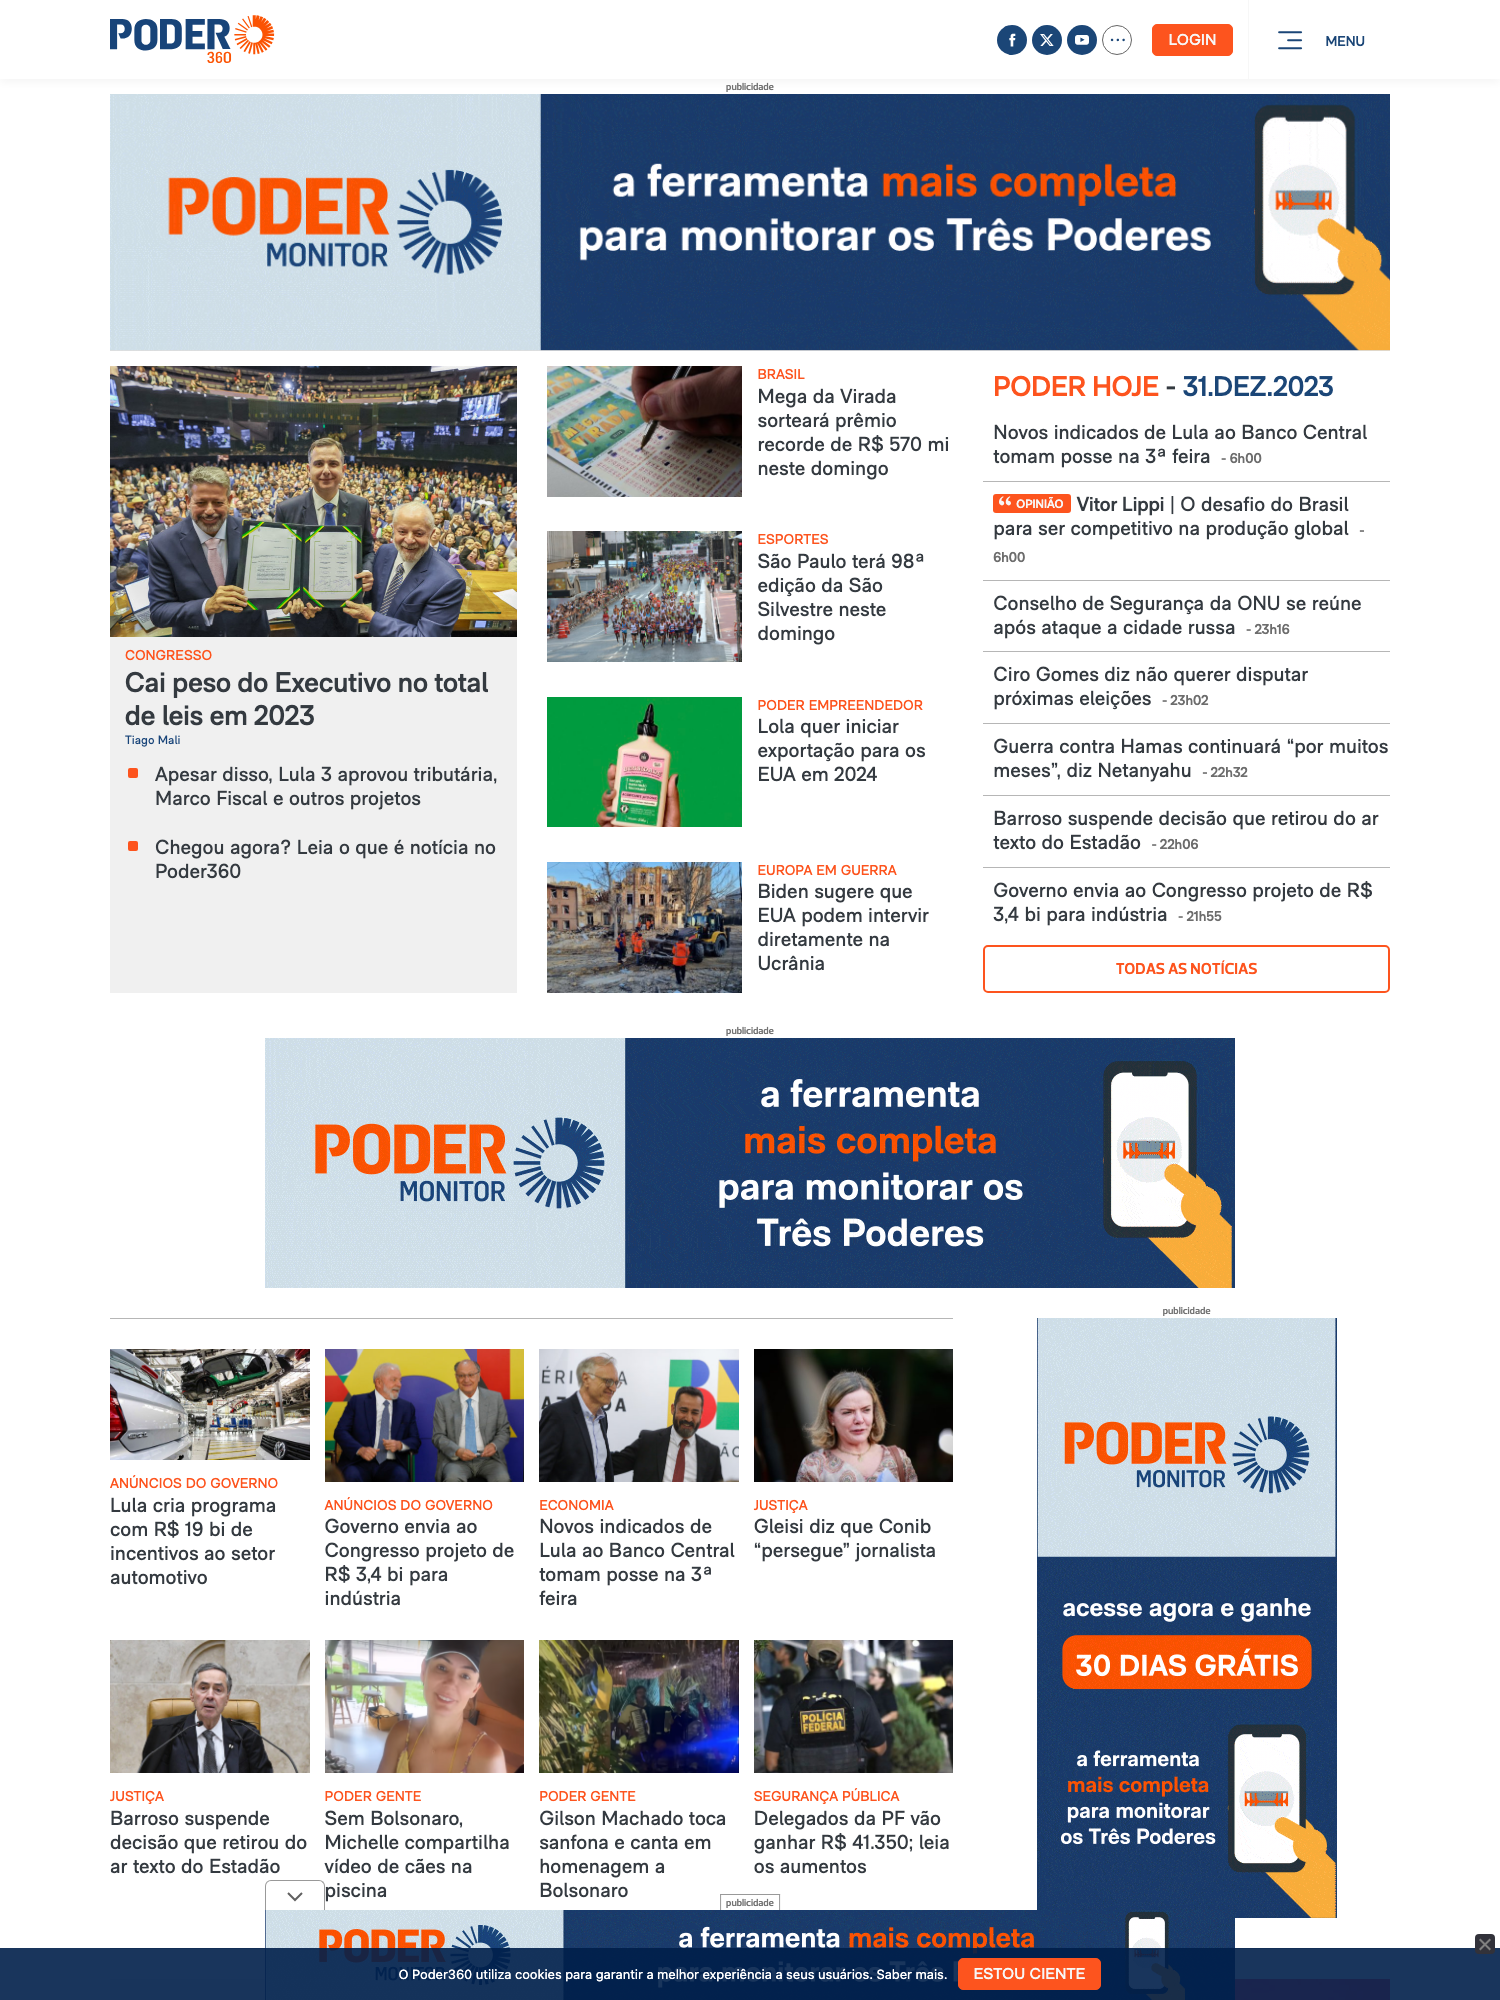 PODER
360
LOGIN
MENU
publicidade
PODER
MONITOR
a ferramenta mais completa
para monitorar os Três Poderes
CONGRESSO
Cai peso do Executivo no total
de leis em 2023
Tiago Mali
Apesar disso, Lula 3 aprovou tributária,
Marco Fiscal e outros projetos
Chegou agora? Leia o que é notícia no
Poder360
BRASIL
Mega da Virada
sorteará prêmio
recorde de R$ 570 mi
neste domingo
ESPORTES
São Paulo terá 98ª
edição da São
Silvestre neste
domingo
PODER EMPREENDEDOR
Lola quer iniciar
exportação para os
EUA em 2024
EUROPA EM GUERRA
Biden sugere que
EUA podem intervir
diretamente na
Ucrânia
PODER HOJE - 31.DEZ.2023
Novos indicados de Lula ao Banco Central
tomam posse na 3ª feira - 6h00
OPINIÃO Vitor Lippi | O desafio do Brasil
para ser competitivo na produção global -
6h00
Conselho de Segurança da ONU se reúne
após ataque a cidade russa - 23h16
Ciro Gomes diz não querer disputar
próximas eleições - 23h02
Guerra contra Hamas continuará “por muitos
meses”, diz Netanyahu - 22h32
Barroso suspende decisão que retirou do ar
texto do Estadão - 22h06
Governo envia ao Congresso projeto de R$
3,4 bi para indústria - 21h55
TODAS AS NOTÍCIAS
publicidade
PODER
MONITOR
a ferramenta
mais completa
para monitorar os
Três Poderes
ANÚNCIOS DO GOVERNO
Lula cria programa
com R$ 19 bi de
incentivos ao setor
automotivo
ANÚNCIOS DO GOVERNO
Governo envia ao
Congresso projeto de
R$ 3,4 bi para
indústria
ECONOMIA
Novos indicados de
Lula ao Banco Central
tomam posse na 3ª
feira
JUSTIÇA
Gleisi diz que Conib
“persegue” jornalista
JUSTIÇA
Barroso suspende
decisão que retirou do
ar texto do Estadão
PODER GENTE
Sem Bolsonaro,
Michelle compartilha
vídeo de cães na
piscina
PODER GENTE
Gilson Machado toca
sanfona e canta em
homenagem a
Bolsonaro
POLÍCIA
FEDERAL
SEGURANÇA PÚBLICA
Delegados da PF vão
ganhar R$ 41.350; leia
os aumentos
publicidade
PODER
MONITOR
acesse agora e ganhe
30 DIAS GRÁTIS
a ferramenta
mais completa
para monitorar
os Três Poderes
publicidade
PODER
a ferramenta mais completa
O Poder360 utiliza cookies para garantir a melhor experiência a seus usuários. Saber mais.
ESTOU CIENTE